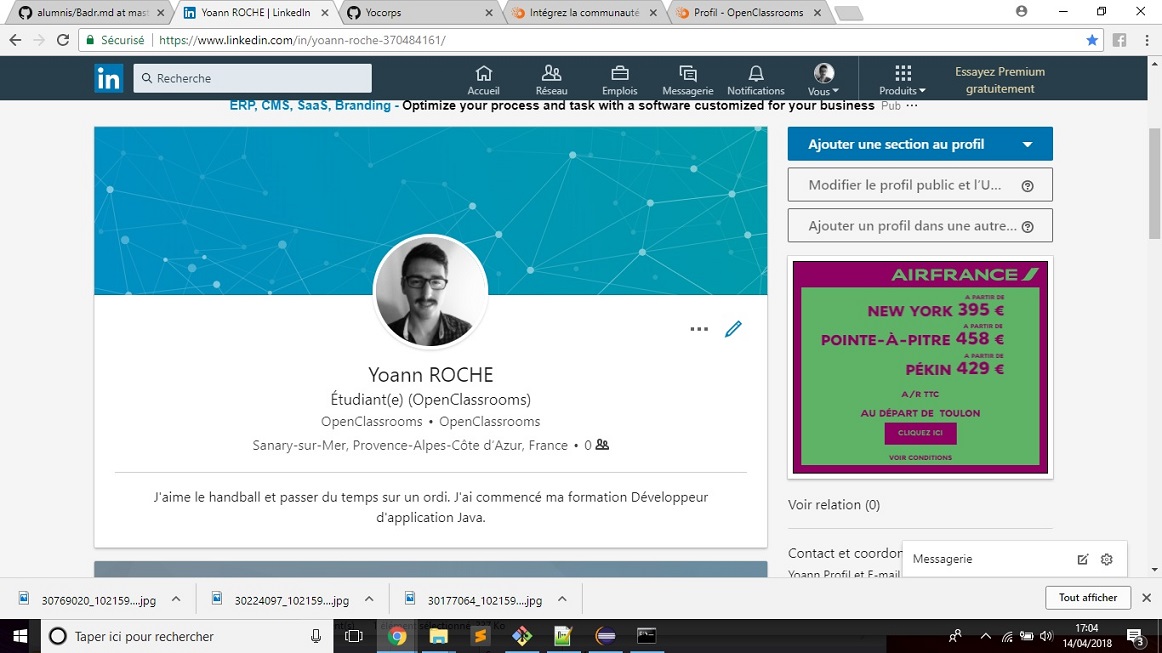 alumnis/Badr.md at mast
Yoann ROCHE | LinkedIn
Yocorps
Intégrez la communauté
Profil - OpenClassrooms
Sécurisé
https://www.linkedin.com/in/yoann-roche-370484161/
in
Recherche
Accueil
Réseau
Emplois
Messagerie
Notifications
Vous
Produits
Essayez Premium
gratuitement
ERP, CMS, SaaS, Branding - Optimize your process and task with a software customized for your business Pub ···
Ajouter une section au profil
Modifier le profil public et l'U...
Ajouter un profil dans une autre...
AIRFRANCE
A PARTIR DE
NEW YORK 395 €
A PARTIR DE
POINTE-À-PITRE 458 €
A PARTIR DE
PÉKIN 429 €
A/R TTC
AU DÉPART DE TOULON
CLIQUEZ ICI
VOIR CONDITIONS
Yoann ROCHE
Étudiant(e) (OpenClassrooms)
OpenClassrooms • OpenClassrooms
Sanary-sur-Mer, Provence-Alpes-Côte d'Azur, France • 0
J'aime le handball et passer du temps sur un ordi. J'ai commencé ma formation Développeur
d'application Java.
Voir relation (0)
Contact et coordon
Yoann Profil et E-mail
Messagerie
30769020_102159....jpg
30224097_102159....jpg
30177064_102159....jpg
Tout afficher
Taper ici pour rechercher
17:04
14/04/2018
3